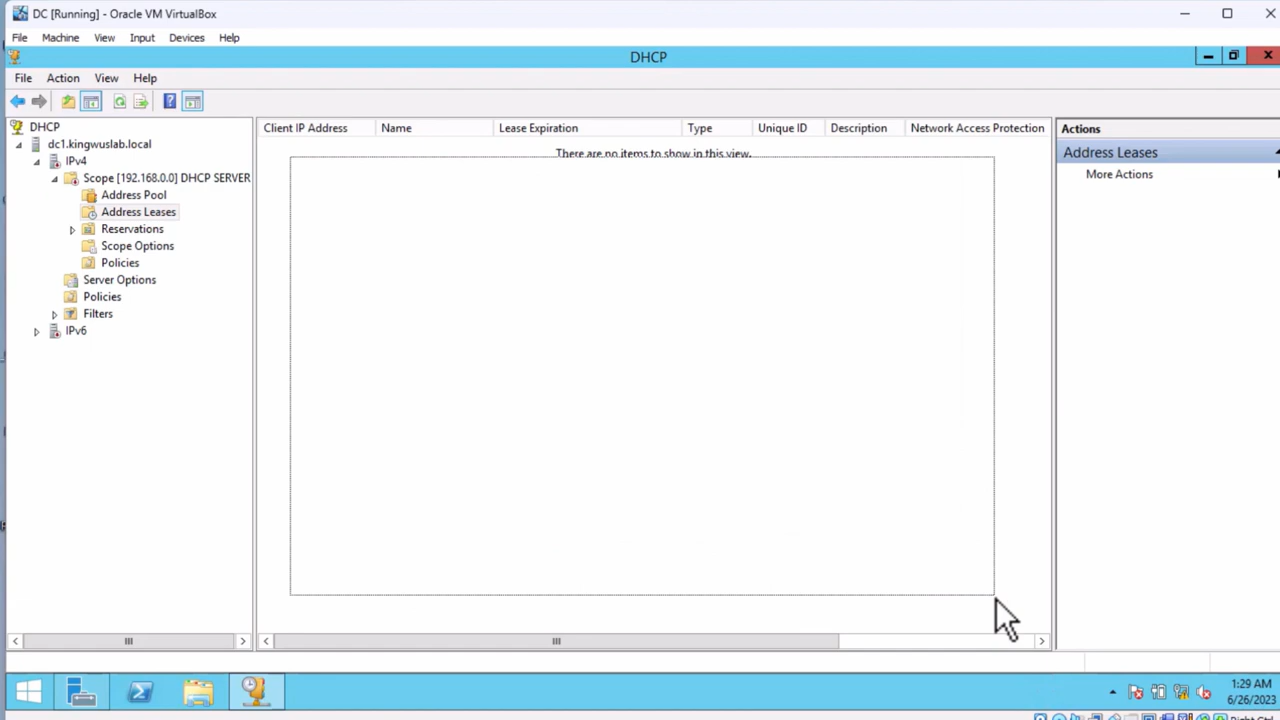 DC [Running] - Oracle VM VirtualBox
File Machine View Input Devices Help
DHCP
File Action View Help
DHCP
dc1.kingwuslab.local
IPv4
Scope [192.168.0.0] DHCP SERVER
Address Pool
Address Leases
Reservations
Scope Options
Policies
Server Options
Policies
Filters
IPv6
Client IP Address Name Lease Expiration Type Unique ID Description Network Access Protection
There are no items to show in this view.
Actions
Address Leases
More Actions
1:29 AM
6/26/2023
Right Ctrl